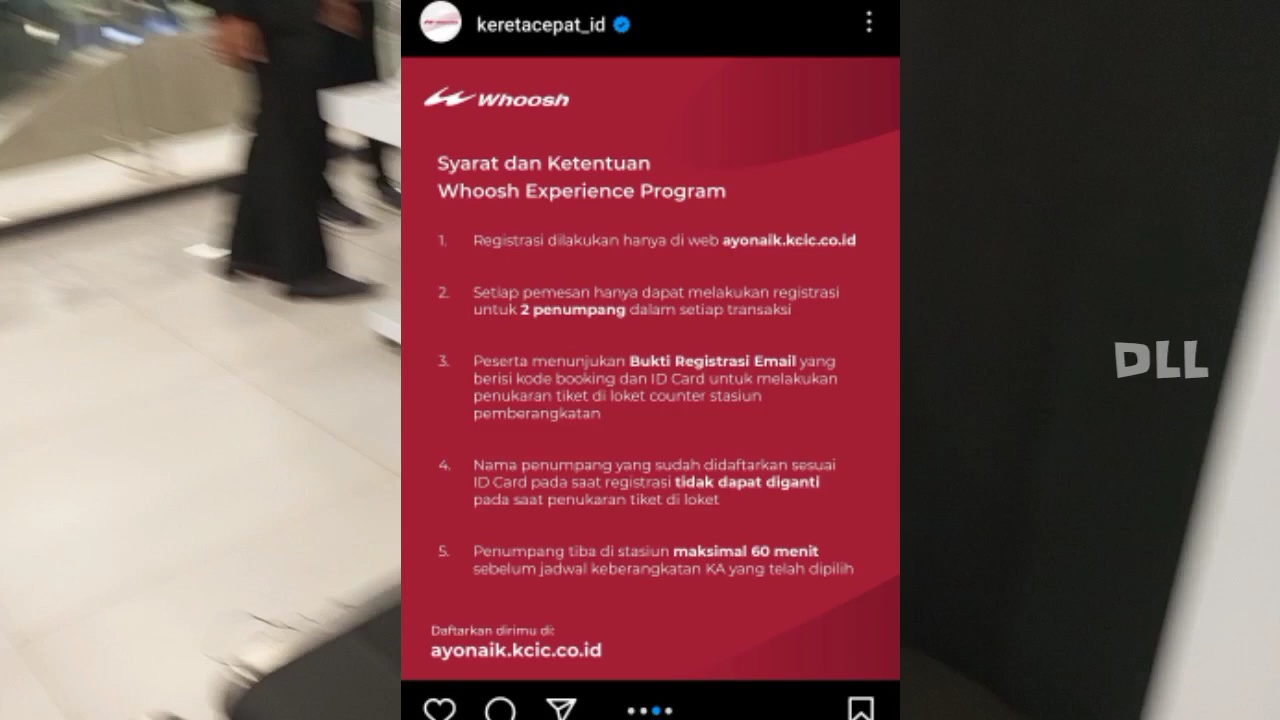 keretacepat_id
Whoosh
Syarat dan Ketentuan
Whoosh Experience Program
1. Registrasi dilakukan hanya di web ayonaik.kcic.co.id
2. Setiap pemesan hanya dapat melakukan registrasi
untuk 2 penumpang dalam setiap transaksi
3. Peserta menunjukan Bukti Registrasi Email yang
berisi kode booking dan ID Card untuk melakukan
penukaran tiket di loket counter stasiun
pemberangkatan
4. Nama penumpang yang sudah didaftarkan sesuai
ID Card pada saat registrasi tidak dapat diganti
pada saat penukaran tiket di loket
5. Penumpang tiba di stasiun maksimal 60 menit
sebelum jadwal keberangkatan KA yang telah dipilih
Daftarkan dirimu di:
ayonaik.kcic.co.id
DLL